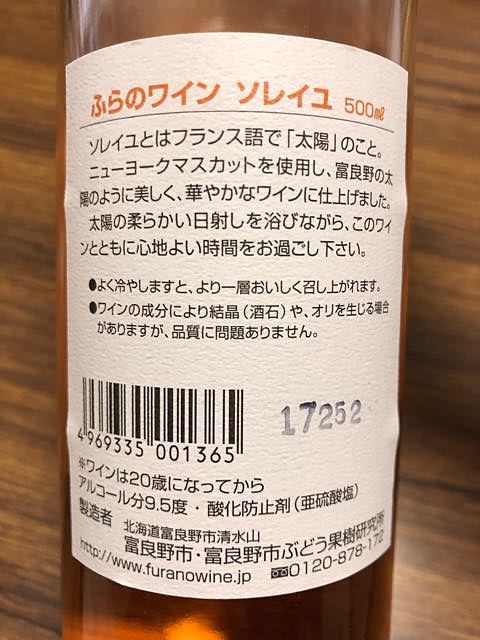 ふらのワイン ソレイユ 500㎖
ソレイユとはフランス語で「太陽」のこと。
ニューヨークマスカットを使用し、富良野の太
陽のように美しく、華やかなワインに仕上げました。
太陽の柔らかい日射しを浴びながら、このワイ
ンとともに心地よい時間をお過ごし下さい。
●よく冷やしますと、より一層おいしく召し上がれます。
●ワインの成分により結晶（酒石）や、オリを生じる場合
がありますが、品質に問題ありません。
17252
4 969335 001365
※ワインは20歳になってから
アルコール分9.5度・酸化防止剤（亜硫酸塩）
製造者 北海道富良野市清水山
富良野市・富良野市ぶどう果樹研究所
http://www.furanowine.jp 0120-878-172